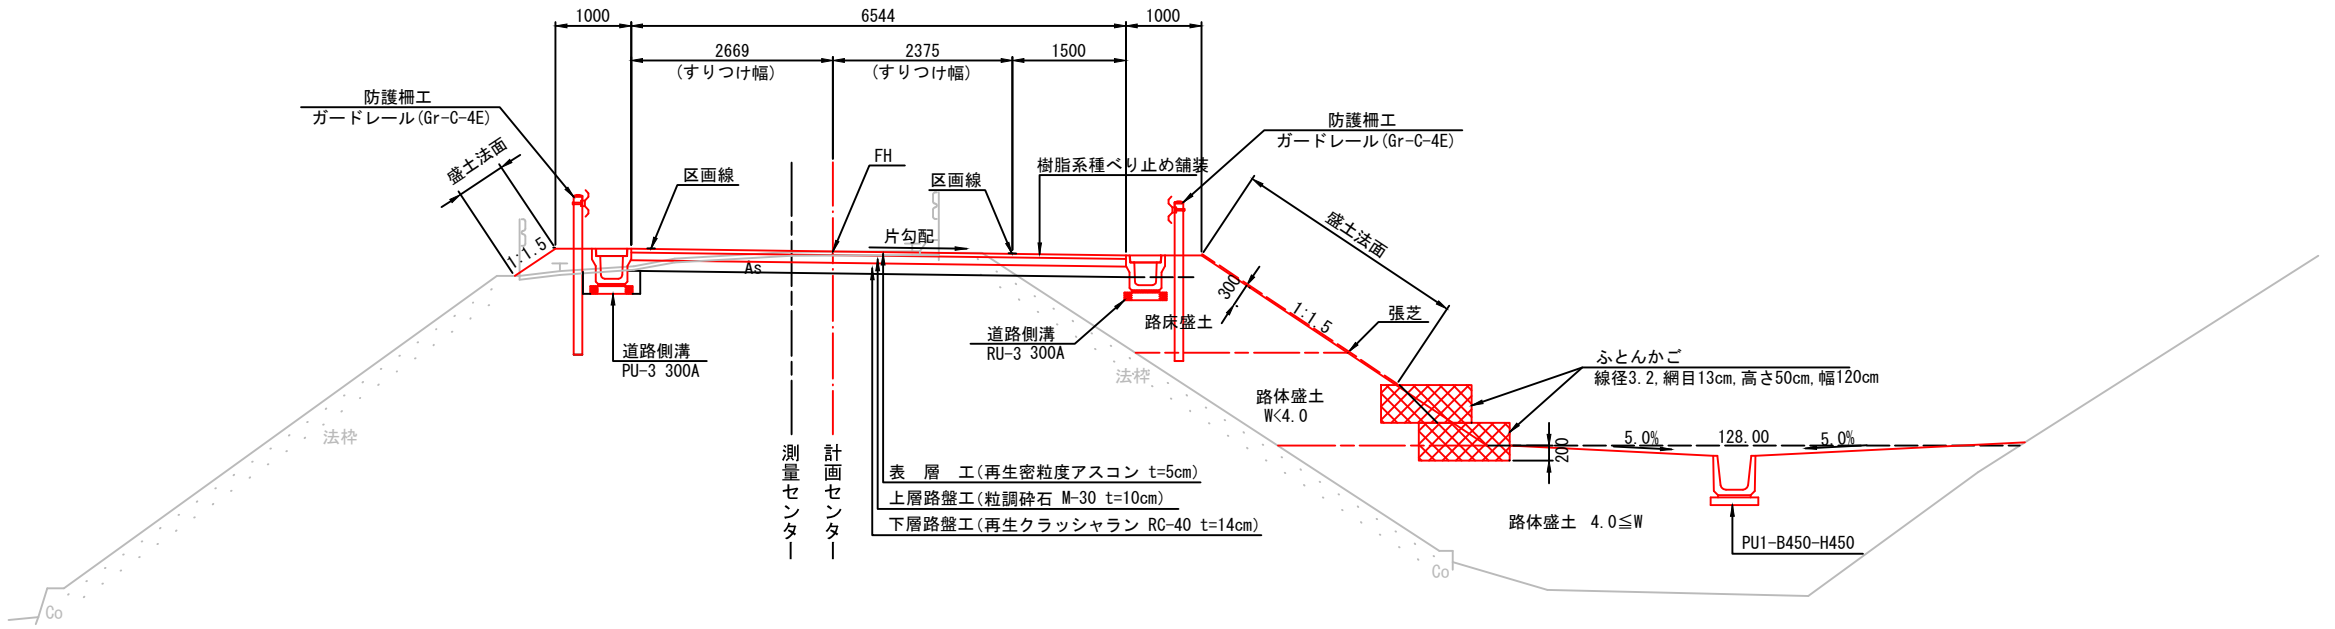 1000
6544
1000
2669
(すりつけ幅)
2375
(すりつけ幅)
1500
防護柵工
ガードレール(Gr-C-4E)
盛土法面
1:1.5
区画線
FH
区画線
樹脂系種べり止め舗装
片勾配
As
防護柵工
ガードレール(Gr-C-4E)
盛土法面
300
1:1.5
張芝
路床盛土
道路側溝
PU-3 300A
道路側溝
RU-3 300A
法枠
法枠
ふとんかご
線径3.2,網目13cm,高さ50cm,幅120cm
路体盛土
W<4.0
5.0%
128.00
5.0%
200
測量センター
計画センター
表 層 工(再生密粒度アスコン t=5cm)
上層路盤工(粒調砕石 M-30 t=10cm)
下層路盤工(再生クラッシャラン RC-40 t=14cm)
路体盛土 4.0≦W
PU1-B450-H450
Co
Co